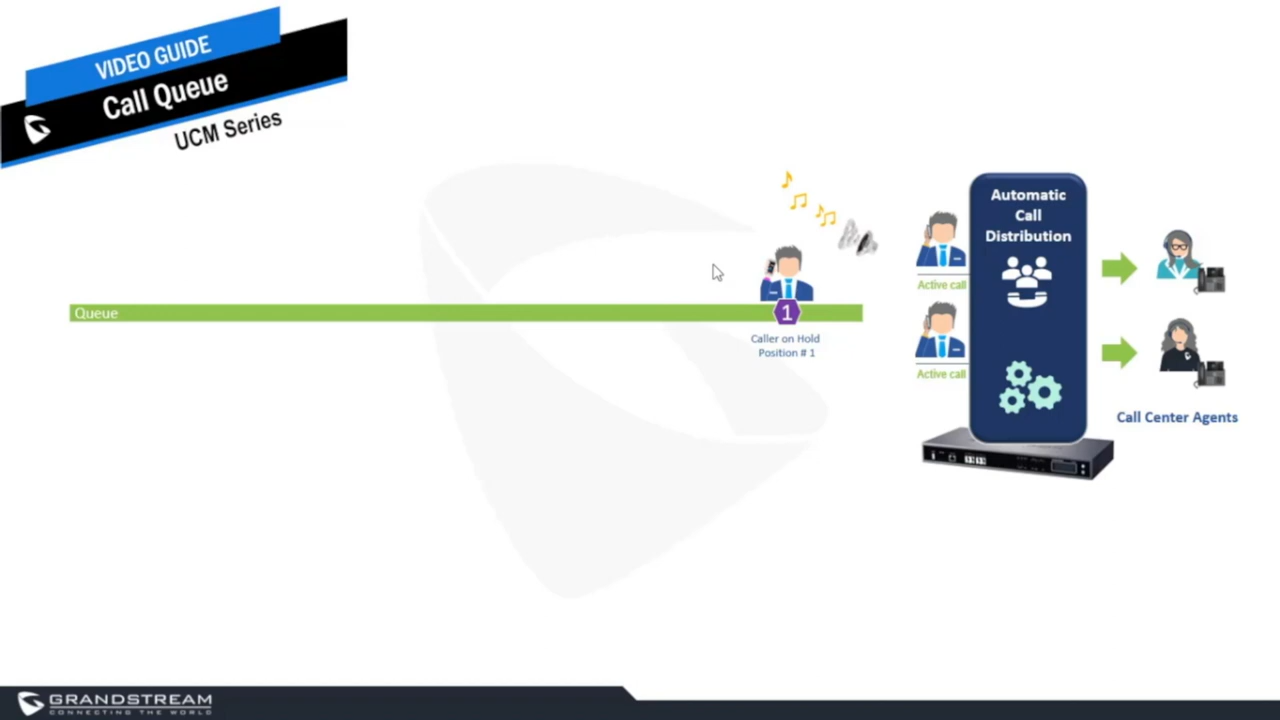 VIDEO GUIDE
Call Queue
UCM Series
Automatic
Call
Distribution
Active call
Queue
1
Caller on Hold
Position # 1
Active call
Call Center Agents
GRANDSTREAM
CONNECTING THE WORLD